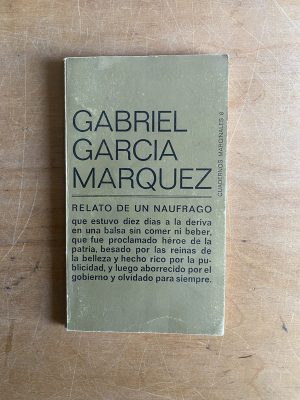 GABRIEL
GARCIA
MARQUEZ
RELATO DE UN NAUFRAGO
que estuvo diez días a la deriva
en una balsa sin comer ni beber,
que fue proclamado héroe de la
patria, besado por las reinas de
la belleza y hecho rico por la pu-
blicidad, y luego aborrecido por el
gobierno y olvidado para siempre.
CUADERNOS MARGINALES 8